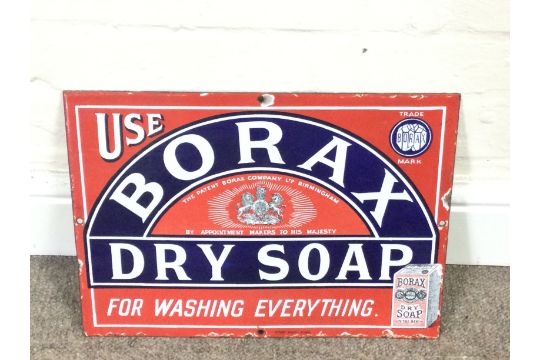 USE
TRADE
BORAX
MARK
BORAX
THE PATENT BORAX COMPANY LTD BIRMINGHAM
BY APPOINTMENT MAKERS TO HIS MAJESTY
DRY SOAP
FOR WASHING EVERYTHING.
BORAX
DRY
SOAP